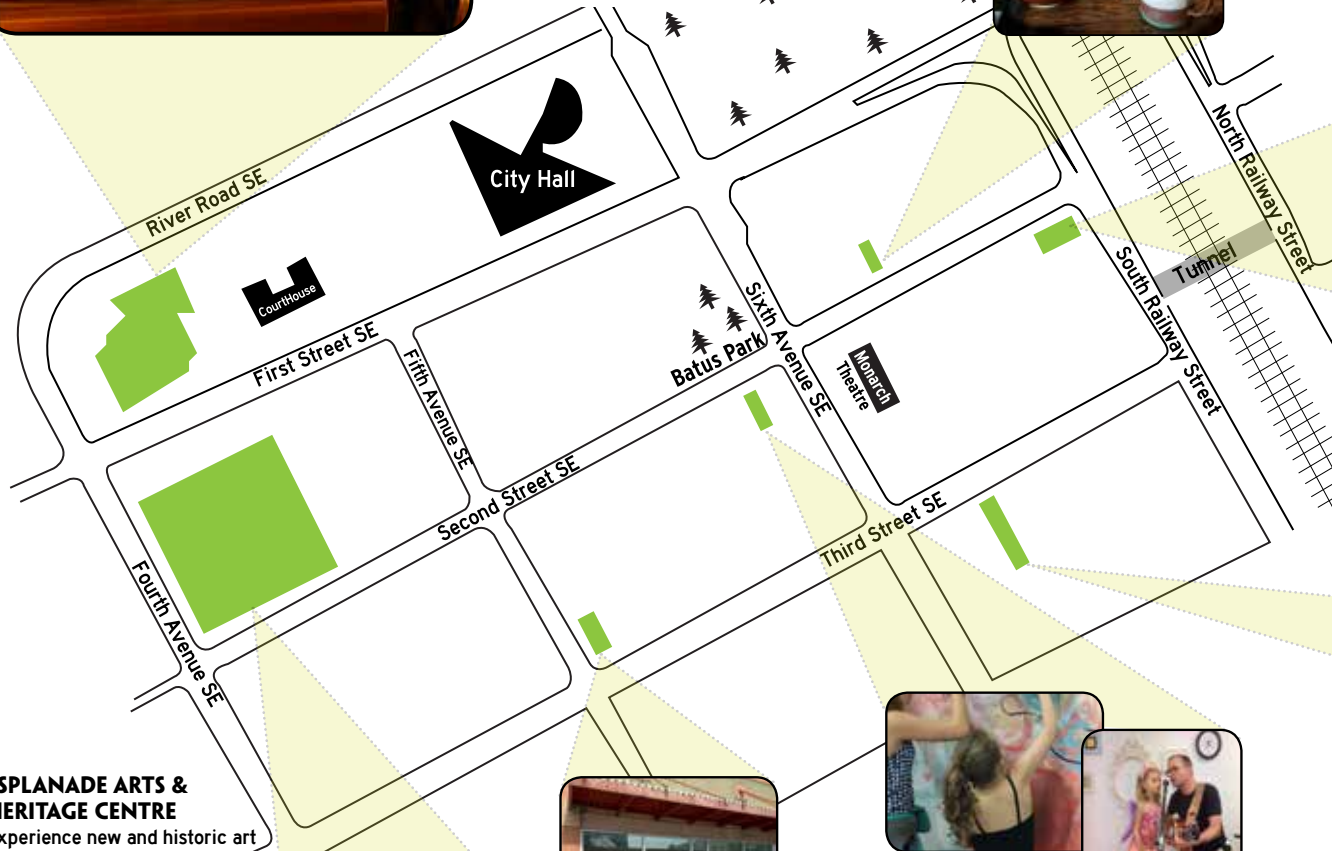 City Hall
River Road SE
CourtHouse
First Street SE
Fifth Avenue SE
Batus Park
Sixth Avenue SE
Monarch
Theatre
North Railway Street
Tunnel
South Railway Street
Second Street SE
Third Street SE
Fourth Avenue SE
SPLANADE ARTS &
HERITAGE CENTRE
xperience new and historic art